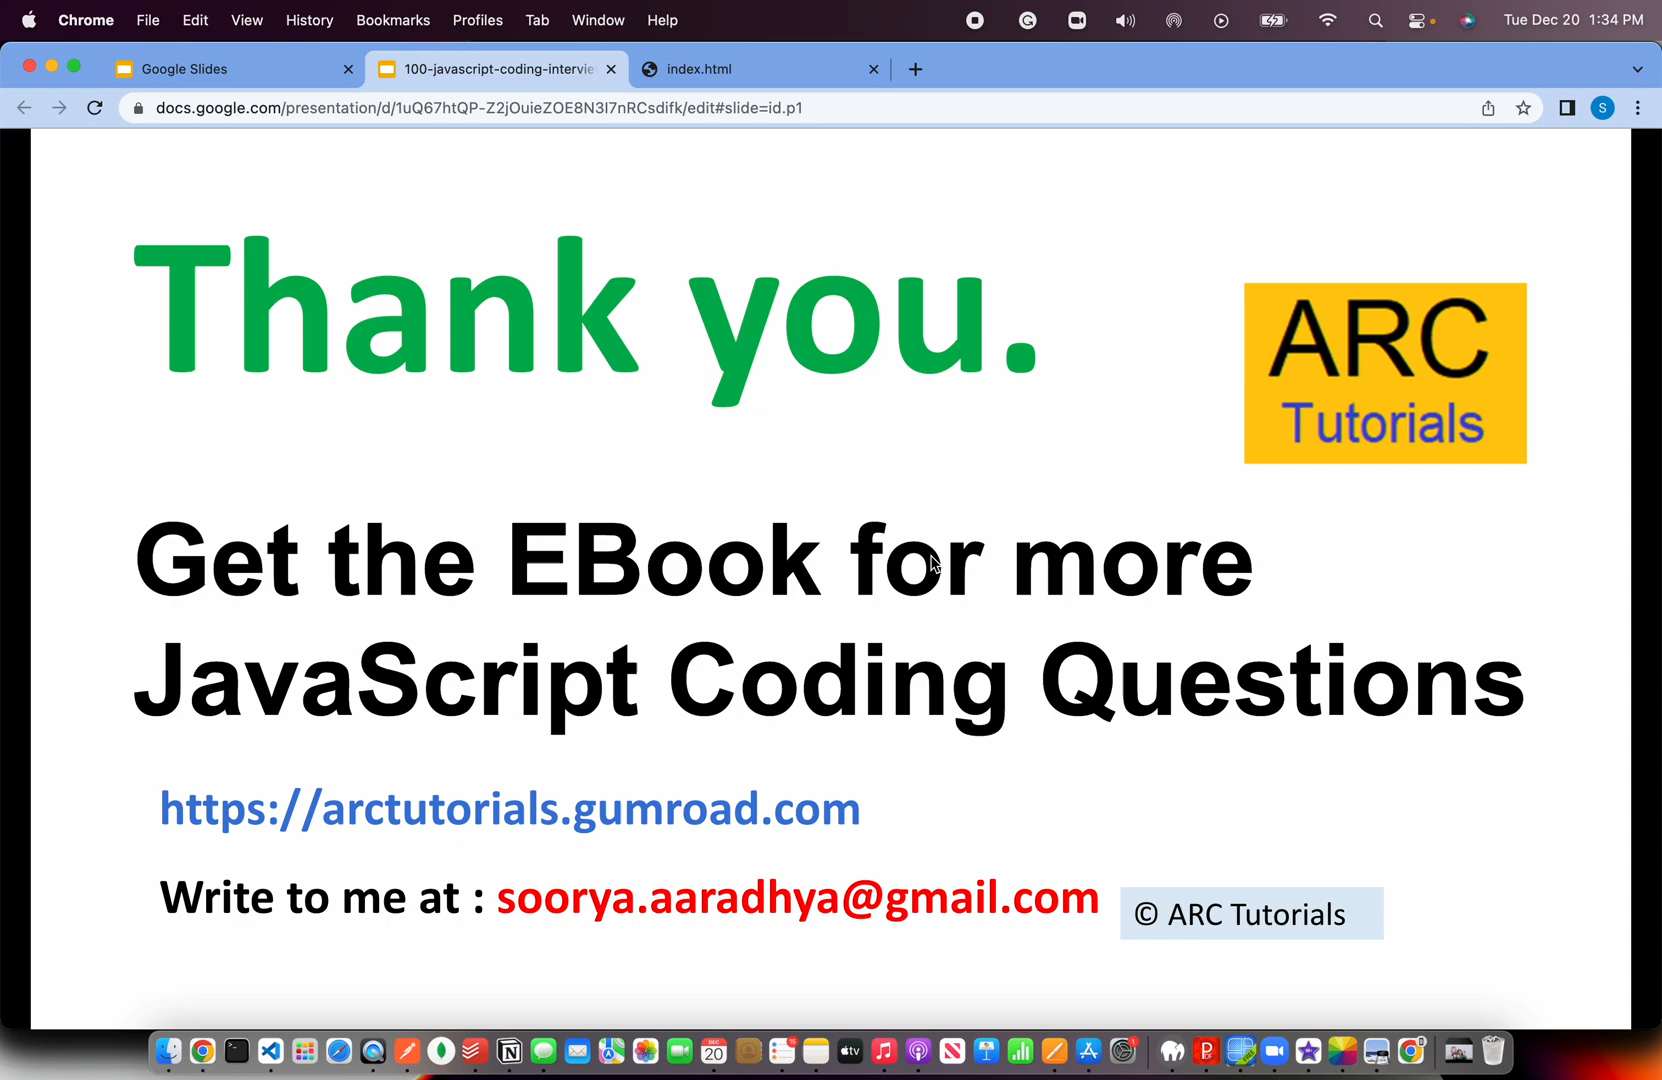 Chrome File Edit View History Bookmarks Profiles Tab Window Help Tue Dec 20 1:34 PM
Google Slides 100-javascript-coding-intervie index.html
docs.google.com/presentation/d/1uQ67htQP-Z2jOuieZOE8N3I7nRCsdifk/edit#slide=id.p1 S
Thank you.
ARC
Tutorials
Get the EBook for more
JavaScript Coding Questions
https://arctutorials.gumroad.com
Write to me at : soorya.aaradhya@gmail.com
© ARC Tutorials
DEC
20
tv